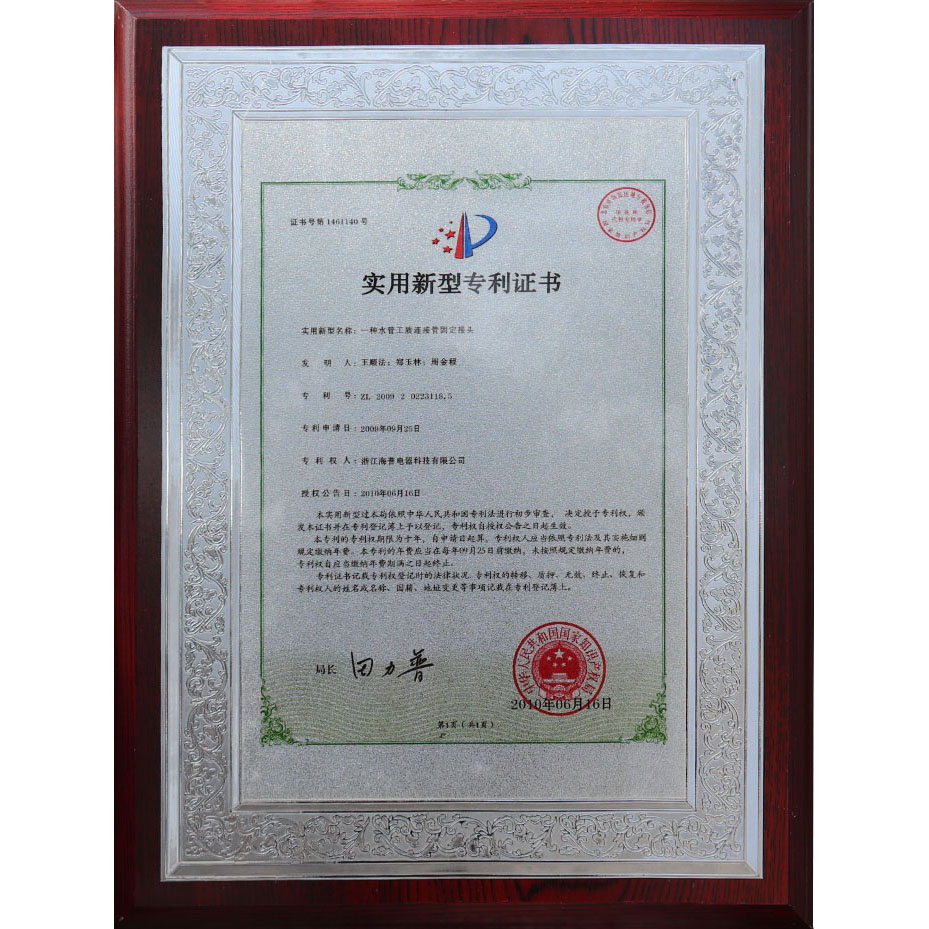 证书号第1461140号
实用新型专利证书
实用新型名称：一种水管工版连接管固定接头
发 明 人：王顺法；郑玉林；周金程
专 利 号：ZL 2009 2 0223118.5
专利申请日：2009年09月25日
专 利 权 人：浙江海普电器科技有限公司
授权公告日：2010年06月16日
本实用新型过本局依照中华人民共和国专利法进行初步审查，决定授于专利权，颁
发本证书并在专利登记簿上予以登记，专利权自授权公告之日起生效。
本专利的专利权期限为十年，自申请日起算。专利权人应当依照专利法及其实施细则
规定缴纳年费。本专利的年费应当在每年09月25日前缴纳，未按照规定缴纳年费的，
专利权自应当缴纳年费期满之日起终止。
专利证书记载专利权登记时的法律状况。专利权的转移、质押、无效、终止、恢复和
专利权人的姓名或名称、国籍、地址变更等事项记载在专利登记簿上。
局长 田力普
中华人民共和国国家知识产权局
2010年06月16日
第1页（共1页）